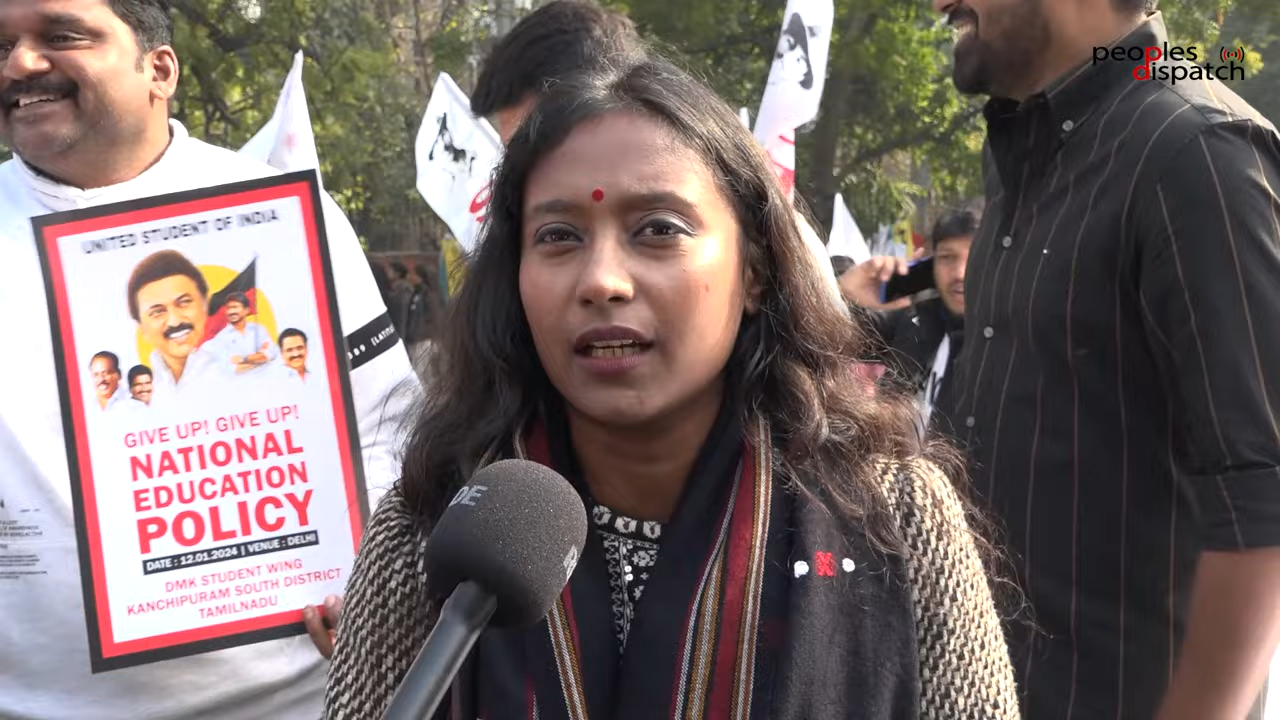 peoples
dispatch
UNITED STUDENT OF INDIA
GIVE UP! GIVE UP!
NATIONAL
EDUCATION
POLICY
DATE : 12.01.2024 | VENUE : DELHI
DMK STUDENT WING
KANCHIPURAM SOUTH DISTRICT
TAMILNADU